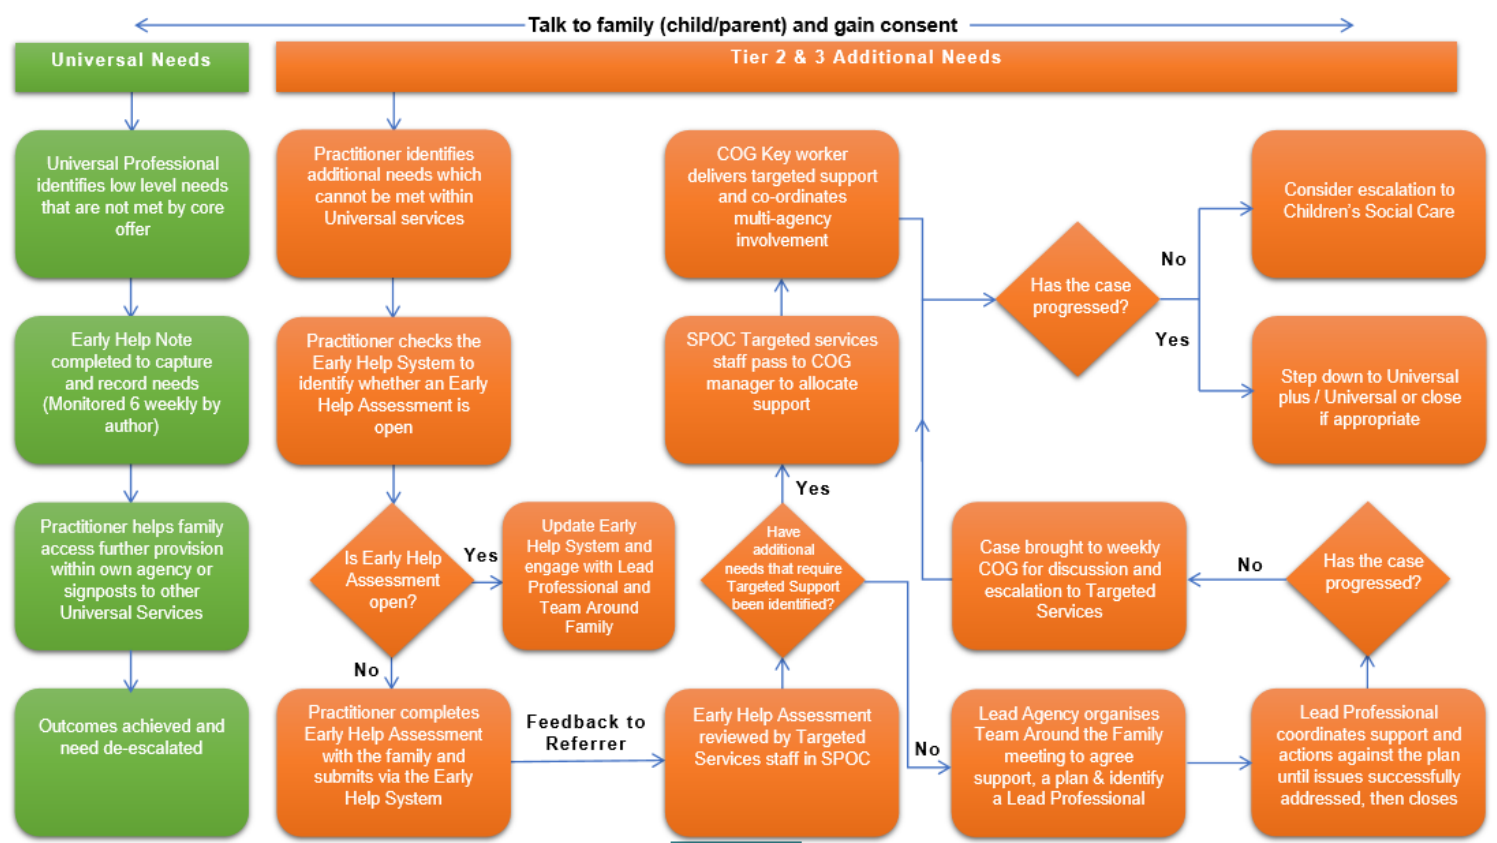 Talk to family (child/parent) and gain consent
Universal Needs
Tier 2 & 3 Additional Needs
Universal Professional
identifies low level needs
that are not met by core
offer
Early Help Note
completed to capture
and record needs
(Monitored 6 weekly by
author)
Practitioner helps family
access further provision
within own agency or
signposts to other
Universal Services
Outcomes achieved and
need de-escalated
Practitioner identifies
additional needs which
cannot be met within
Universal services
Practitioner checks the
Early Help System to
identify whether an Early
Help Assessment is
open
Is Early Help
Assessment
open?
Yes
Update Early
Help System and
engage with Lead
Professional and
Team Around
Family
No
Practitioner completes
Early Help Assessment
with the family and
submits via the Early
Help System
Feedback to
Referrer
Early Help Assessment
reviewed by Targeted
Services staff in SPOC
Have
additional
needs that require
Targeted Support
been identified?
Yes
SPOC Targeted services
staff pass to COG
manager to allocate
support
COG Key worker
delivers targeted support
and co-ordinates
multi-agency
involvement
No
Lead Agency organises
Team Around the Family
meeting to agree
support, a plan & identify
a Lead Professional
Lead Professional
coordinates support and
actions against the plan
until issues successfully
addressed, then closes
Has the case
progressed?
No
Case brought to weekly
COG for discussion and
escalation to Targeted
Services
Has the case
progressed?
No
Consider escalation to
Children's Social Care
Yes
Step down to Universal
plus / Universal or close
if appropriate